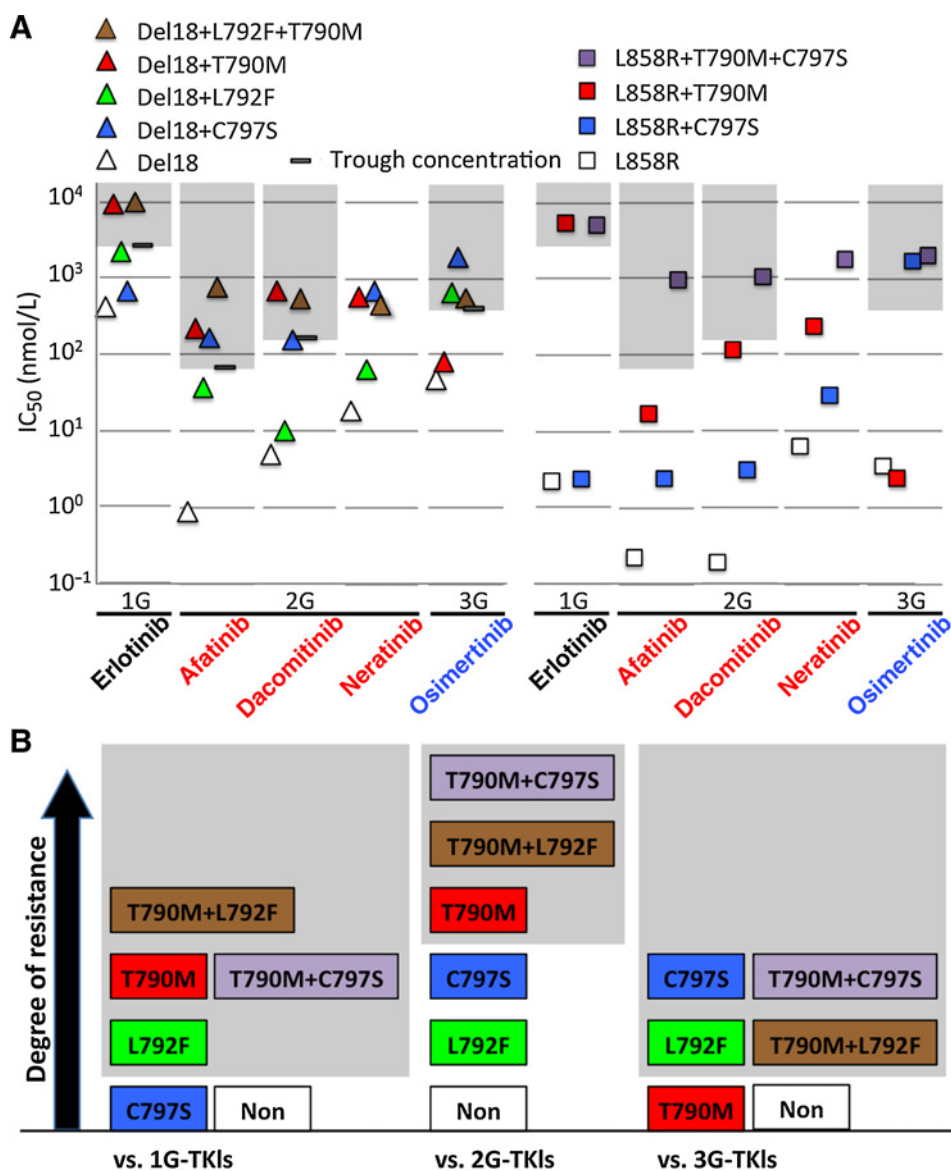 A
Del18+L792F+T790M
Del18+T790M
Del18+L792F
Del18+C797S
Del18
Trough concentration
L858R+T790M+C797S
L858R+T790M
L858R+C797S
L858R
IC50 (nmol/L)
10⁴
10³
10²
10¹
10⁰
10⁻¹
1G 2G 3G 1G 2G 3G
Erlotinib Afatinib Dacomitinib Neratinib Osimertinib Erlotinib Afatinib Dacomitinib Neratinib Osimertinib
B
Degree of resistance
T790M+C797S
T790M+L792F
T790M+L792F T790M
T790M T790M+C797S C797S C797S T790M+C797S
L792F L792F L792F T790M+L792F
C797S Non Non T790M Non
vs. 1G-TKIs vs. 2G-TKIs vs. 3G-TKIs